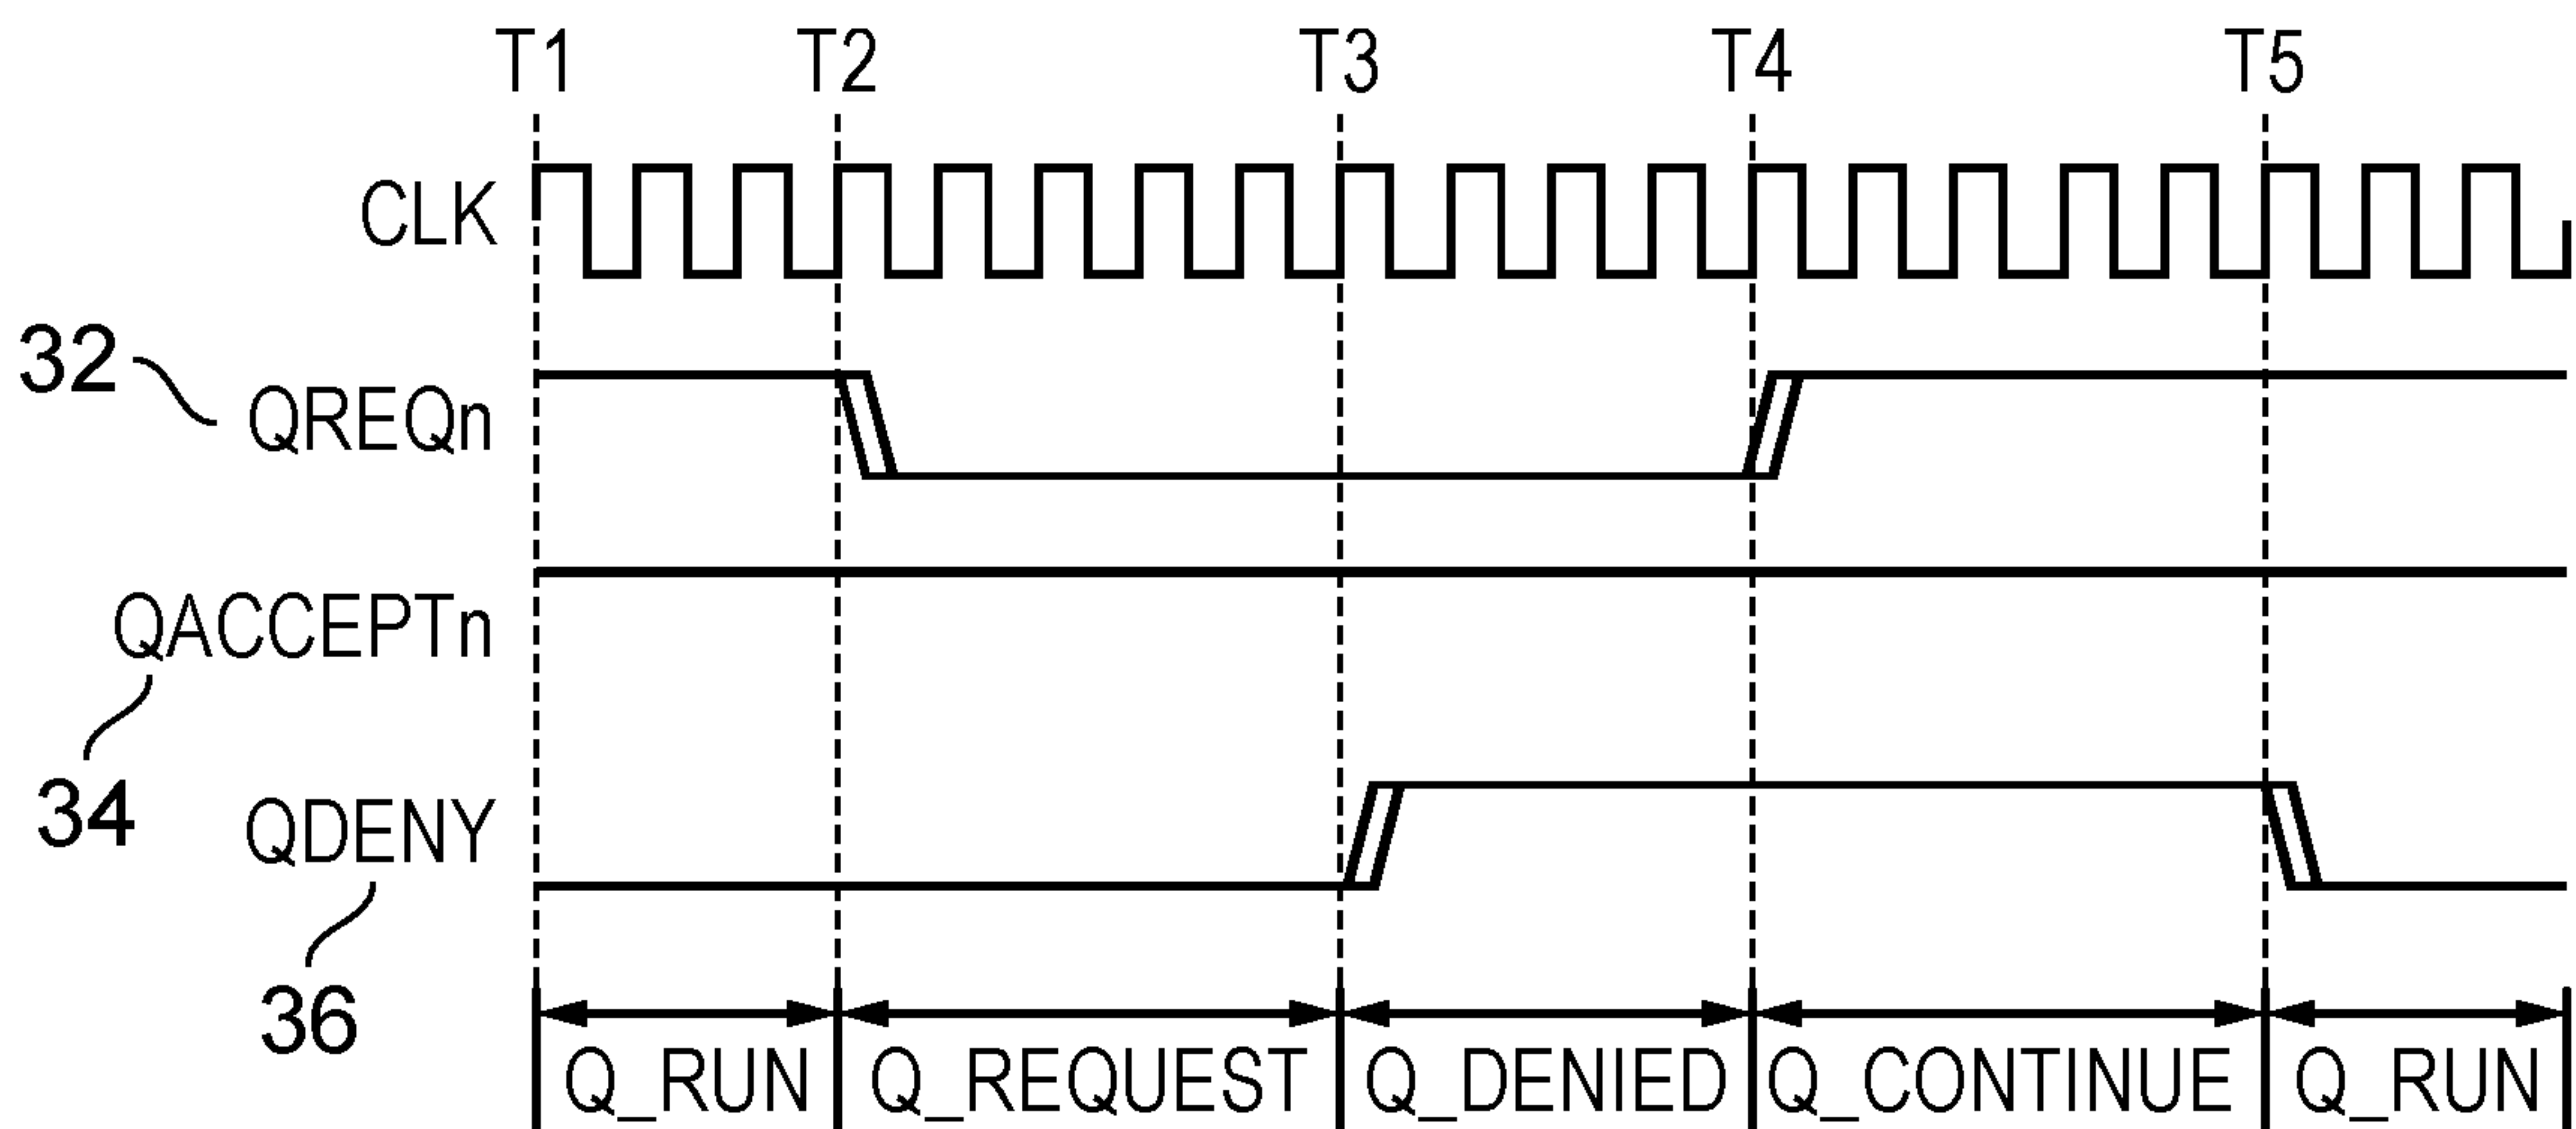 T1 T2 T3 T4 T5
CLK
32
QREQn
QACCEPTn
34
QDENY
36
Q_RUN Q_REQUEST Q_DENIED Q_CONTINUE Q_RUN